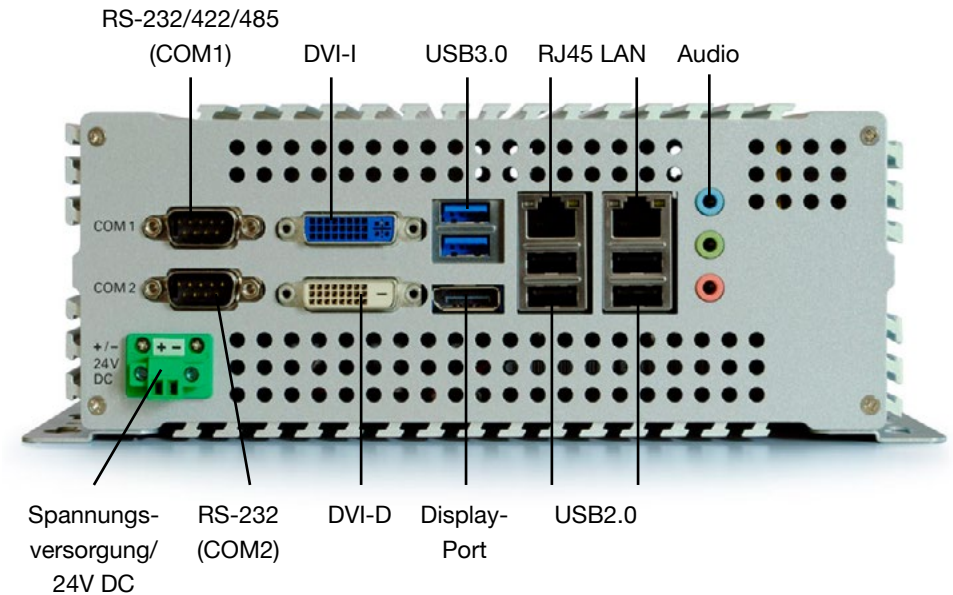 RS-232/422/485
(COM1)
DVI-I
USB3.0
RJ45 LAN
Audio
COM 1
COM 2
+/−
24V
DC
+ −
Spannungs-
versorgung/
24V DC
RS-232
(COM2)
DVI-D
Display-
Port
USB2.0